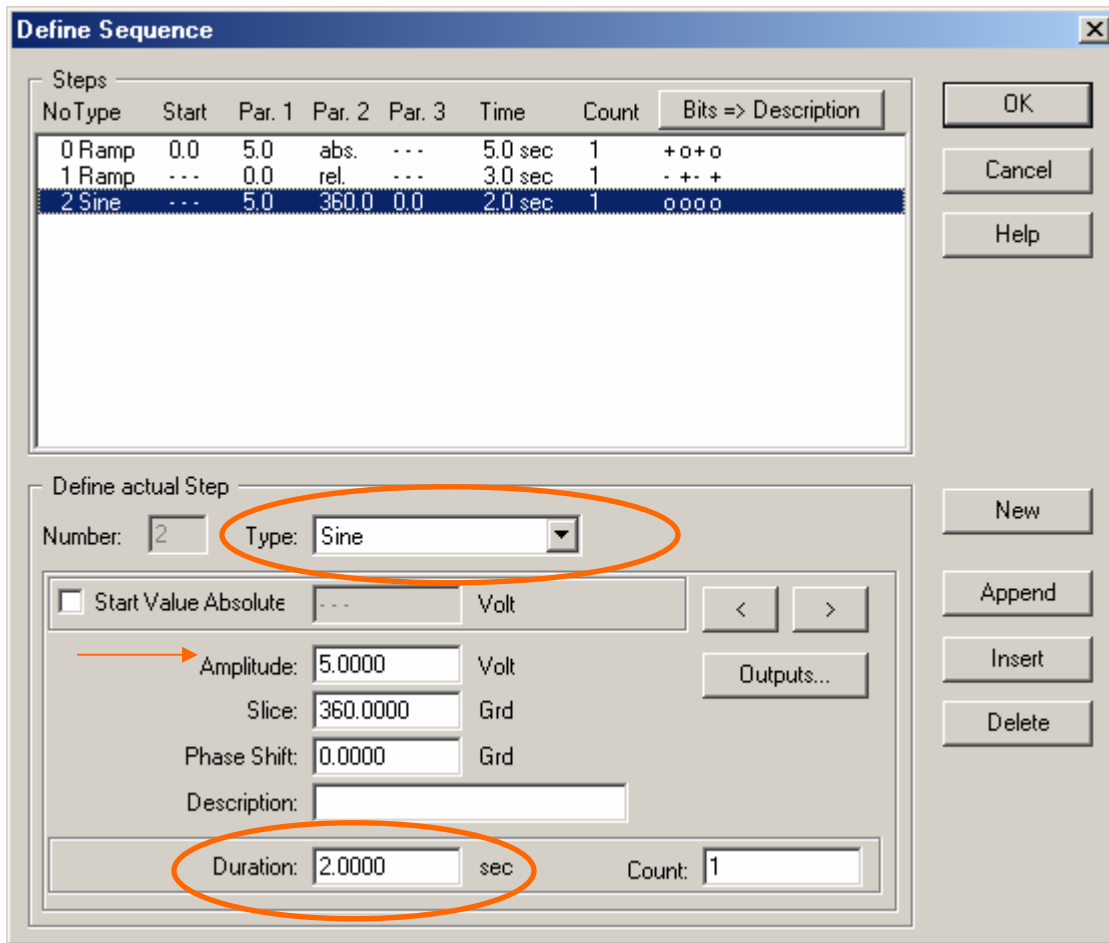 Define Sequence
Steps
NoType Start Par. 1 Par. 2 Par. 3 Time Count Bits => Description
0 Ramp 0.0 5.0 abs. --- 5.0 sec 1 +o+o
1 Ramp --- 0.0 rel. --- 3.0 sec 1 -+-+
2 Sine --- 5.0 360.0 0.0 2.0 sec 1 oooo
OK
Cancel
Help
Define actual Step
Number: 2 Type: Sine
Start Value Absolute --- Volt < >
Amplitude: 5.0000 Volt Outputs...
Slice: 360.0000 Grd
Phase Shift: 0.0000 Grd
Description:
Duration: 2.0000 sec Count: 1
New
Append
Insert
Delete